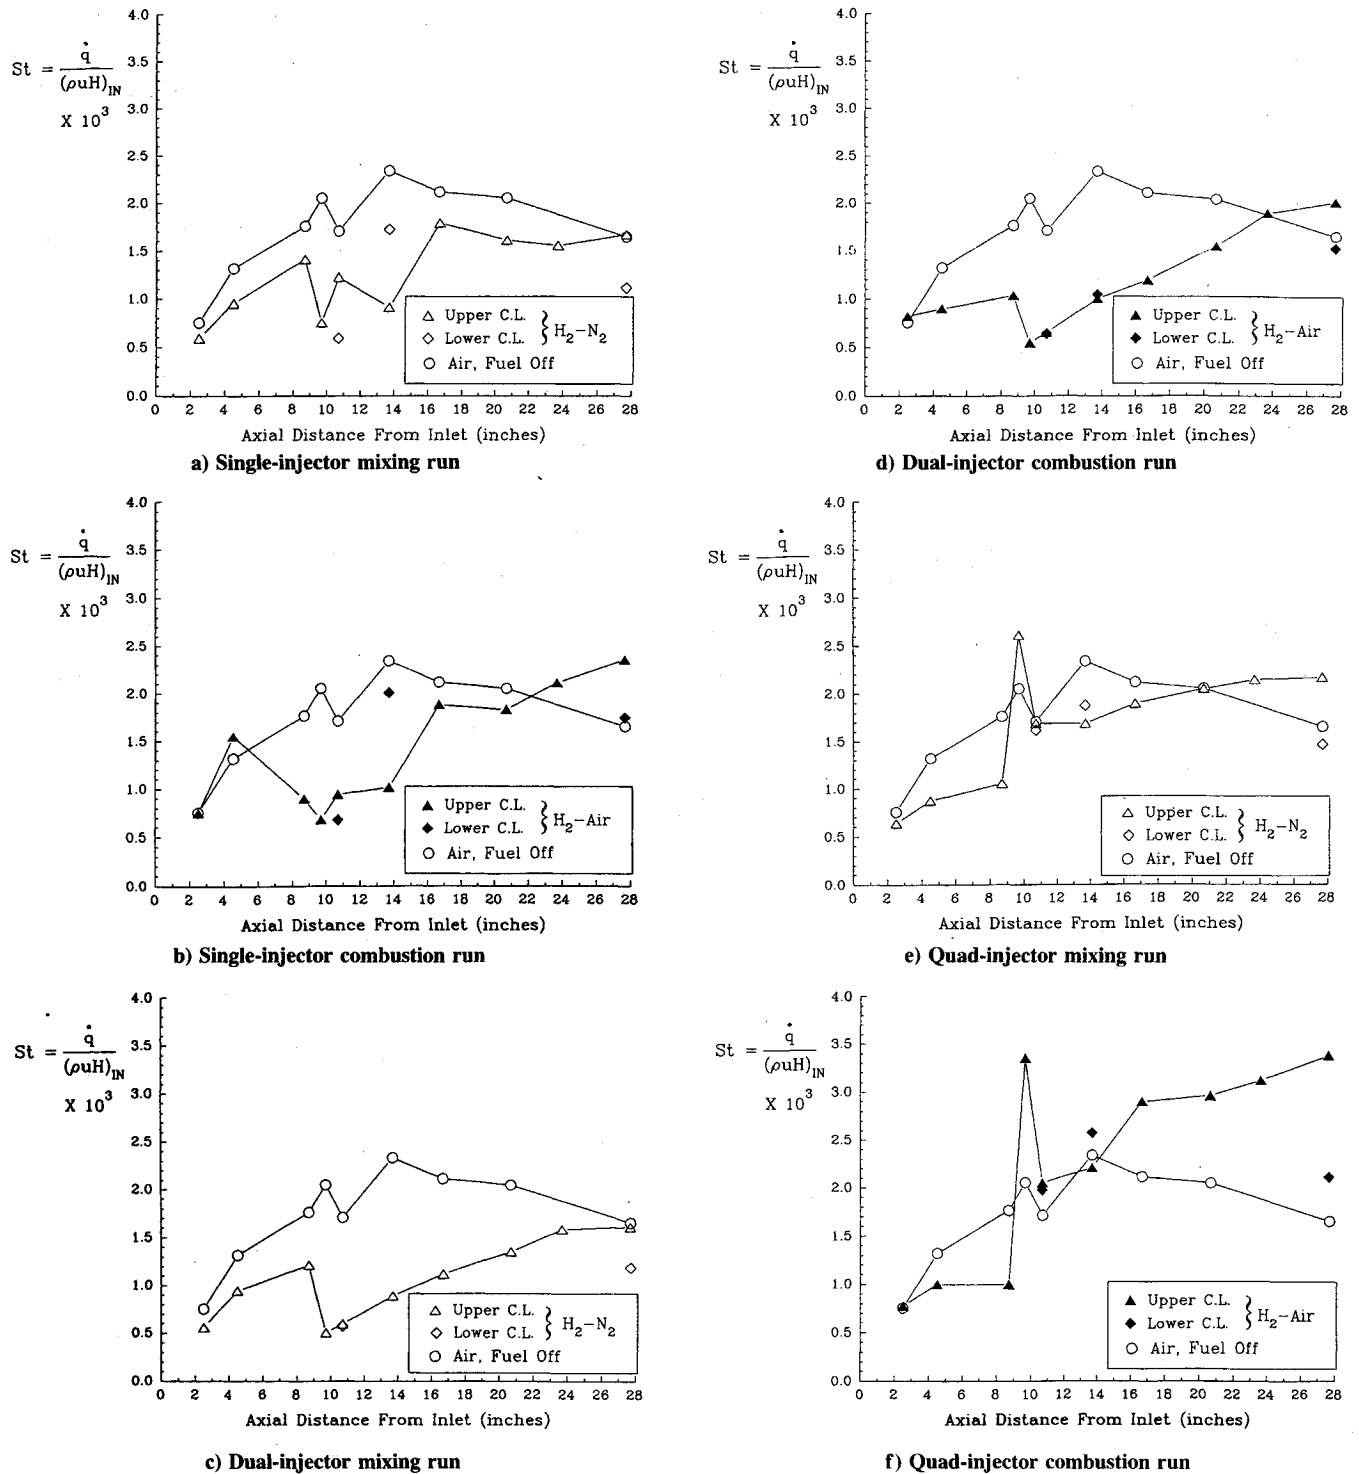 4.0
3.5
3.0
2.5
2.0
1.5
1.0
0.5
0.0
St = q̇ / (ρuH)IN
X 10³
0 2 4 6 8 10 12 14 16 18 20 22 24 26 28
Axial Distance From Inlet (inches)
△ Upper C.L.
◇ Lower C.L.
} H₂–N₂
○ Air, Fuel Off
a) Single-injector mixing run
4.0
3.5
3.0
2.5
2.0
1.5
1.0
0.5
0.0
St = q̇ / (ρuH)IN
X 10³
0 2 4 6 8 10 12 14 16 18 20 22 24 26 28
Axial Distance From Inlet (inches)
▲ Upper C.L.
◆ Lower C.L.
} H₂–Air
○ Air, Fuel Off
b) Single-injector combustion run
4.0
3.5
3.0
2.5
2.0
1.5
1.0
0.5
0.0
St = q̇ / (ρuH)IN
X 10³
0 2 4 6 8 10 12 14 16 18 20 22 24 26 28
Axial Distance From Inlet (inches)
△ Upper C.L.
◇ Lower C.L.
} H₂–N₂
○ Air, Fuel Off
c) Dual-injector mixing run
4.0
3.5
3.0
2.5
2.0
1.5
1.0
0.5
0.0
St = q̇ / (ρuH)IN
X 10³
0 2 4 6 8 10 12 14 16 18 20 22 24 26 28
Axial Distance From Inlet (inches)
▲ Upper C.L.
◆ Lower C.L.
} H₂–Air
○ Air, Fuel Off
d) Dual-injector combustion run
4.0
3.5
3.0
2.5
2.0
1.5
1.0
0.5
0.0
St = q̇ / (ρuH)IN
X 10³
0 2 4 6 8 10 12 14 16 18 20 22 24 26 28
Axial Distance From Inlet (inches)
△ Upper C.L.
◇ Lower C.L.
} H₂–N₂
○ Air, Fuel Off
e) Quad-injector mixing run
4.0
3.5
3.0
2.5
2.0
1.5
1.0
0.5
0.0
St = q̇ / (ρuH)IN
X 10³
0 2 4 6 8 10 12 14 16 18 20 22 24 26 28
Axial Distance From Inlet (inches)
▲ Upper C.L.
◆ Lower C.L.
} H₂–Air
○ Air, Fuel Off
f) Quad-injector combustion run